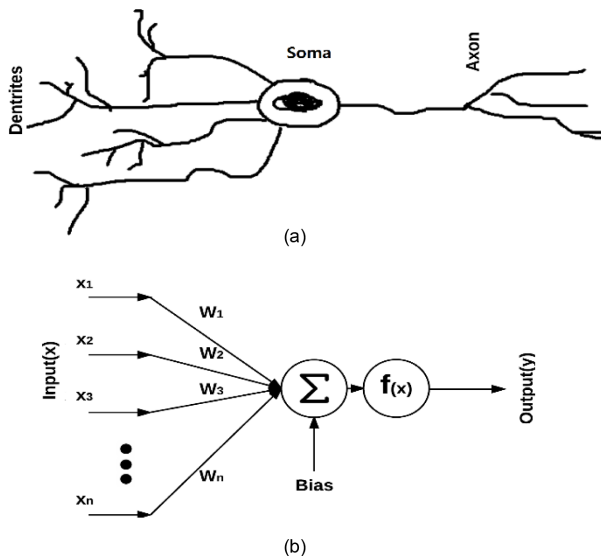 Soma
Axon
Dentrites
(a)
x1
W1
x2
W2
Input(x)
W3
x3
Σ
f(x)
Output(y)
Wn
Bias
xn
(b)